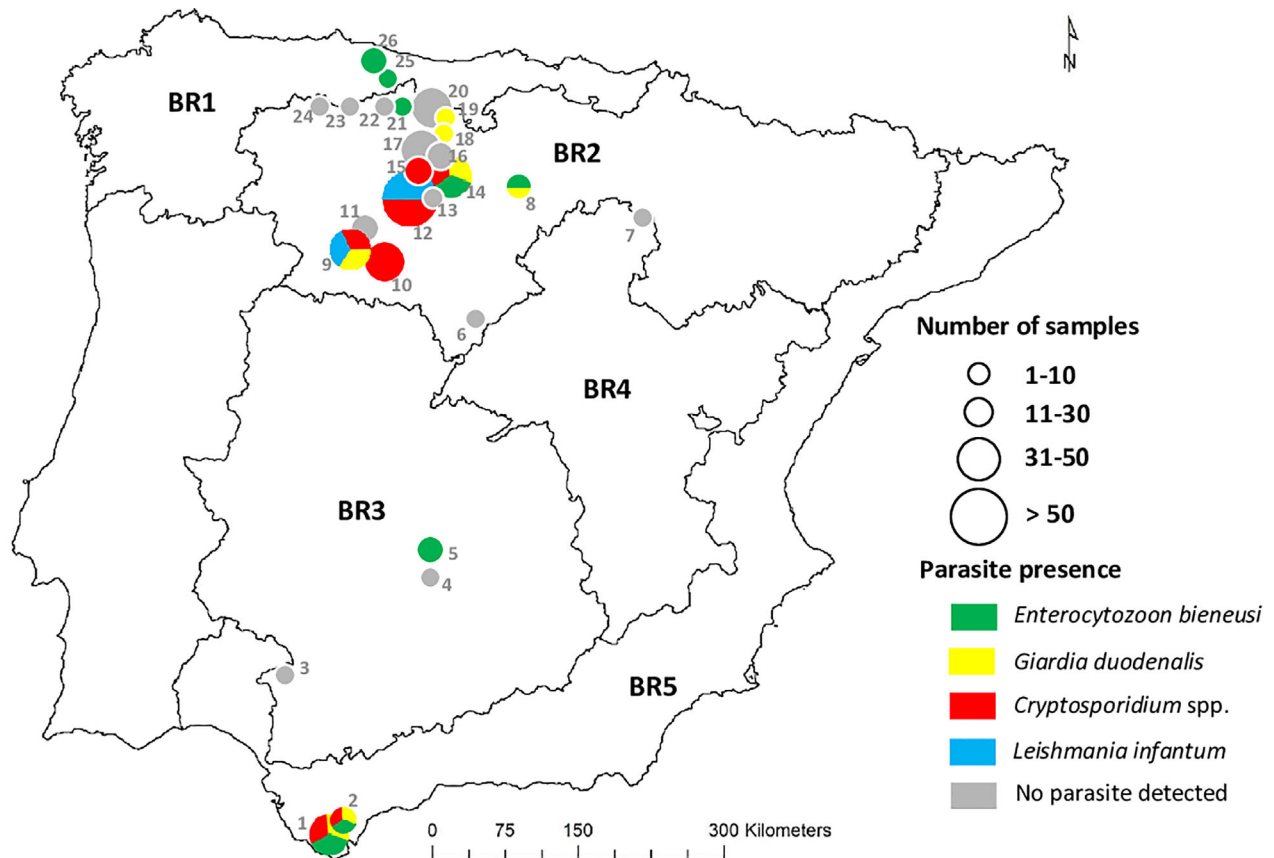 N
26
25
BR1
20
19
24
23
22
21
18
17
16
BR2
15
14
13
8
12
11
7
9
10
6
BR4
BR3
5
4
3
BR5
2
1
0 75 150 300 Kilometers
Number of samples
1-10
11-30
31-50
> 50
Parasite presence
Enterocytozoon bieneusi
Giardia duodenalis
Cryptosporidium spp.
Leishmania infantum
No parasite detected